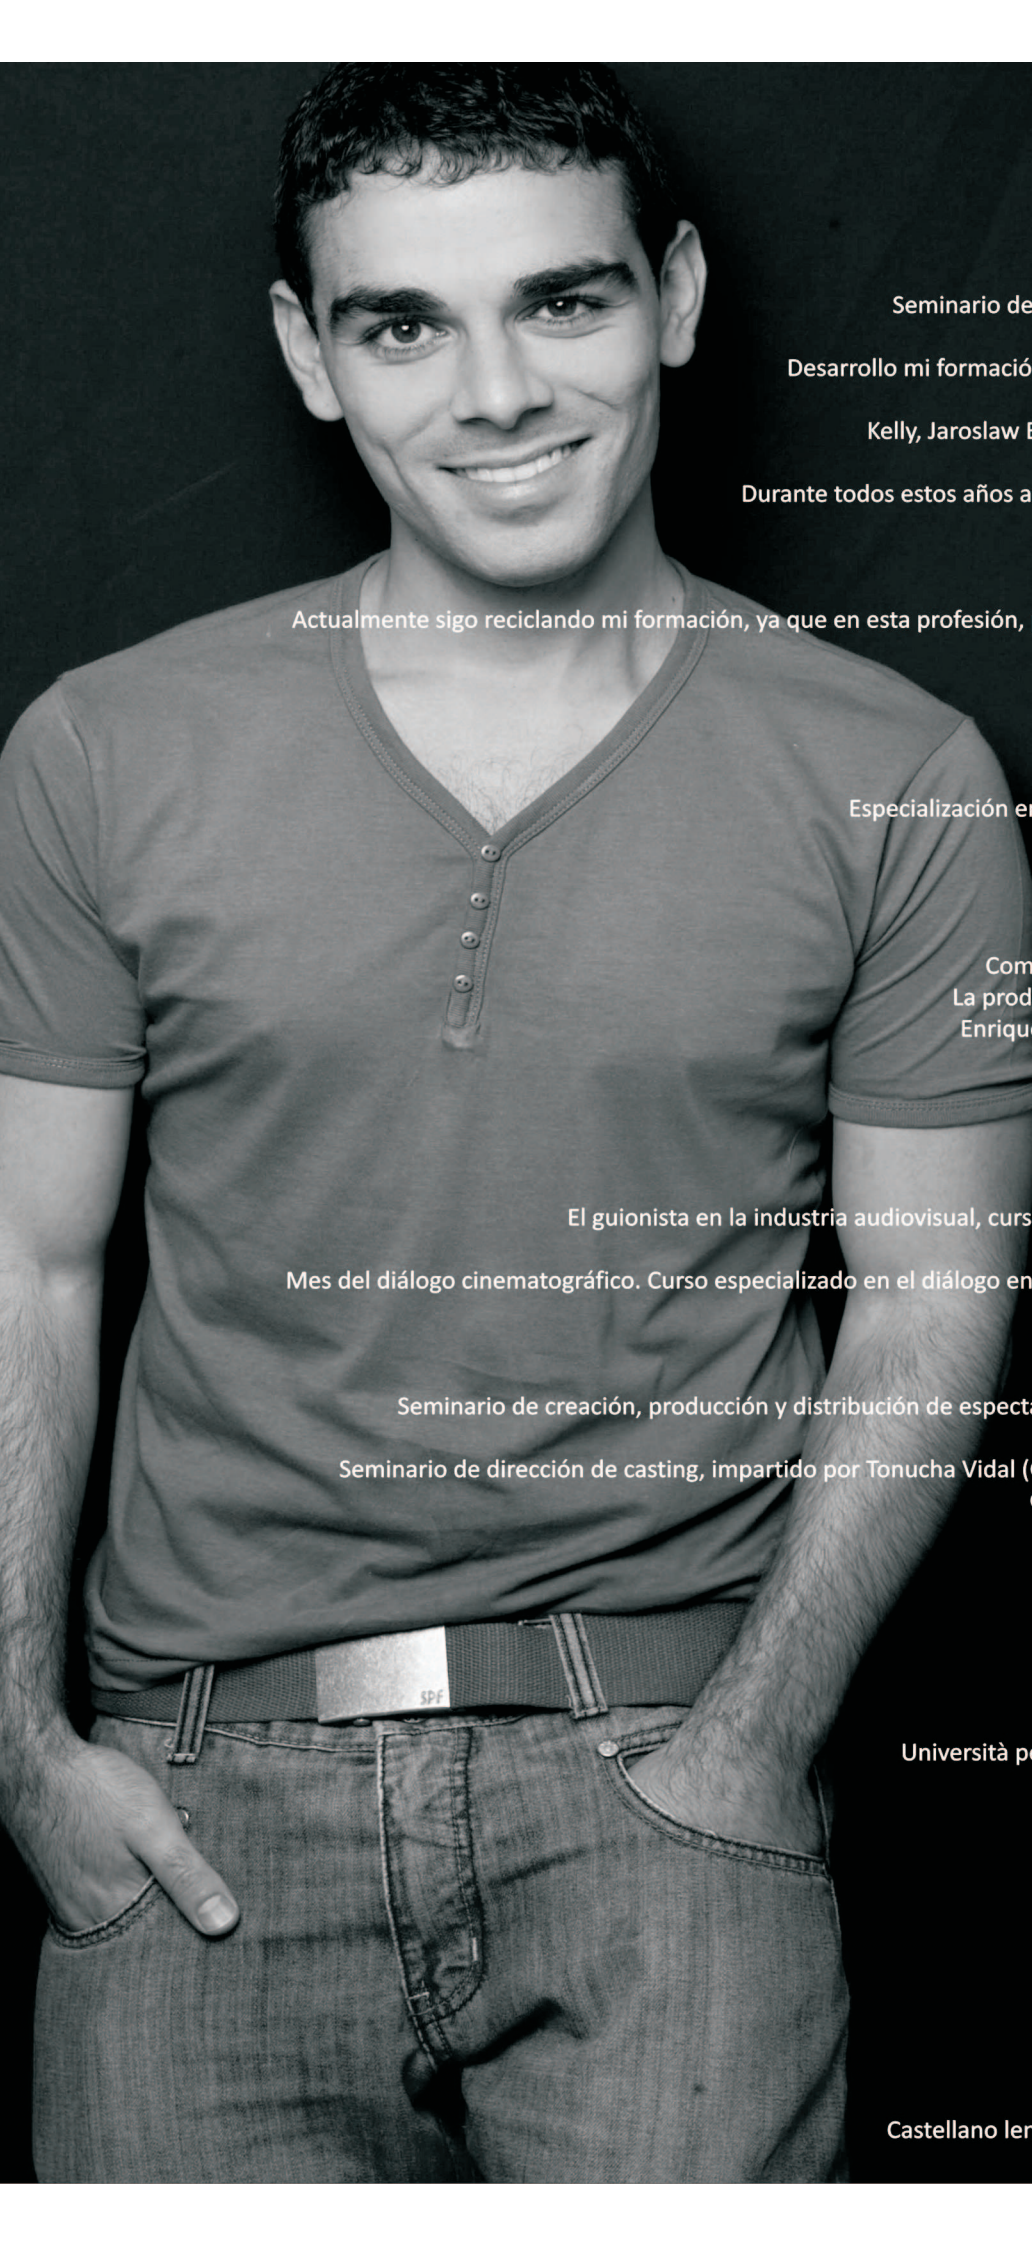 Seminario de
Desarrollo mi formació
Kelly, Jaroslaw
Durante todos estos años a
Actualmente sigo reciclando mi formación, ya que en esta profesión,
Especialización en
Com
La prod
Enriqu
El guionista en la industria audiovisual, curs
Mes del diálogo cinematográfico. Curso especializado en el diálogo en
Seminario de creación, producción y distribución de espect
Seminario de dirección de casting, impartido por Tonucha Vidal (
SPF
Università p
Castellano len